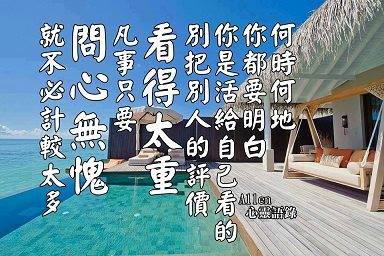 何時何地
你都要明白
你是活給自己看的
別把別人的評價
看得太重
凡事只要
問心無愧
就不必計較太多
Allen
心靈語錄